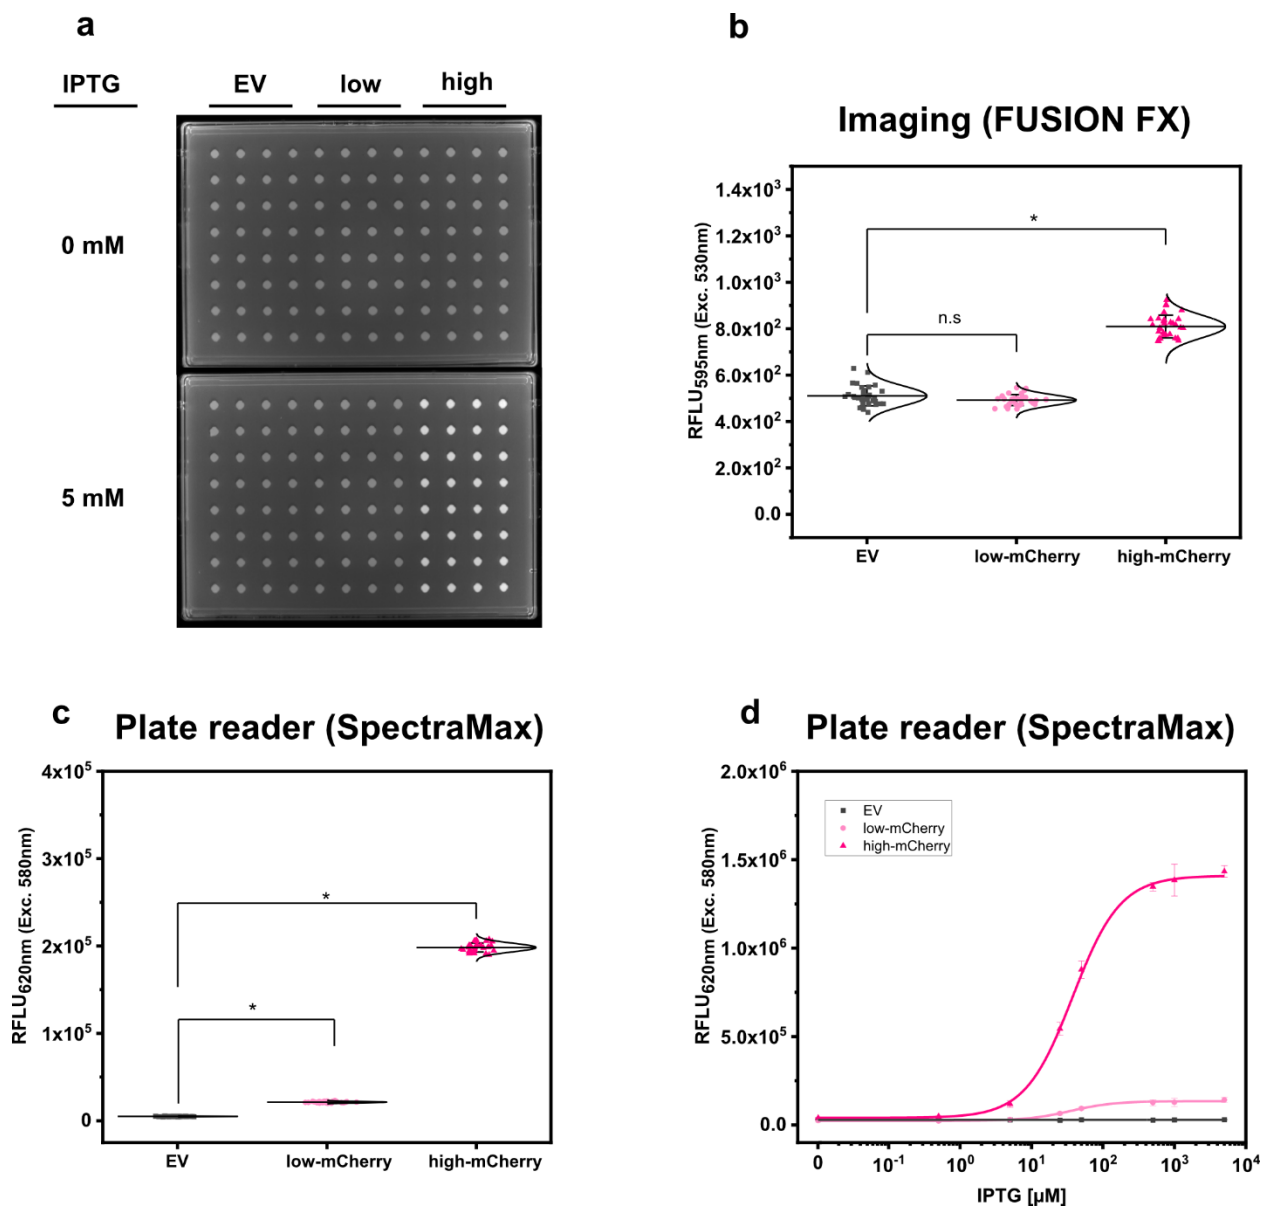 a
IPTG EV low high
0 mM
5 mM
b
Imaging (FUSION FX)
RFLU595nm (Exc. 530nm)
1.4x10³
1.2x10³
1.0x10³
8.0x10²
6.0x10²
4.0x10²
2.0x10²
0.0
*
n.s
EV low-mCherry high-mCherry
c
Plate reader (SpectraMax)
RFLU620nm (Exc. 580nm)
4x10⁵
3x10⁵
2x10⁵
1x10⁵
0
*
*
EV low-mCherry high-mCherry
d
Plate reader (SpectraMax)
RFLU620nm (Exc. 580nm)
2.0x10⁶
1.5x10⁶
1.0x10⁶
5.0x10⁵
0.0
EV
low-mCherry
high-mCherry
0 10⁻¹ 10⁰ 10¹ 10² 10³ 10⁴
IPTG [µM]